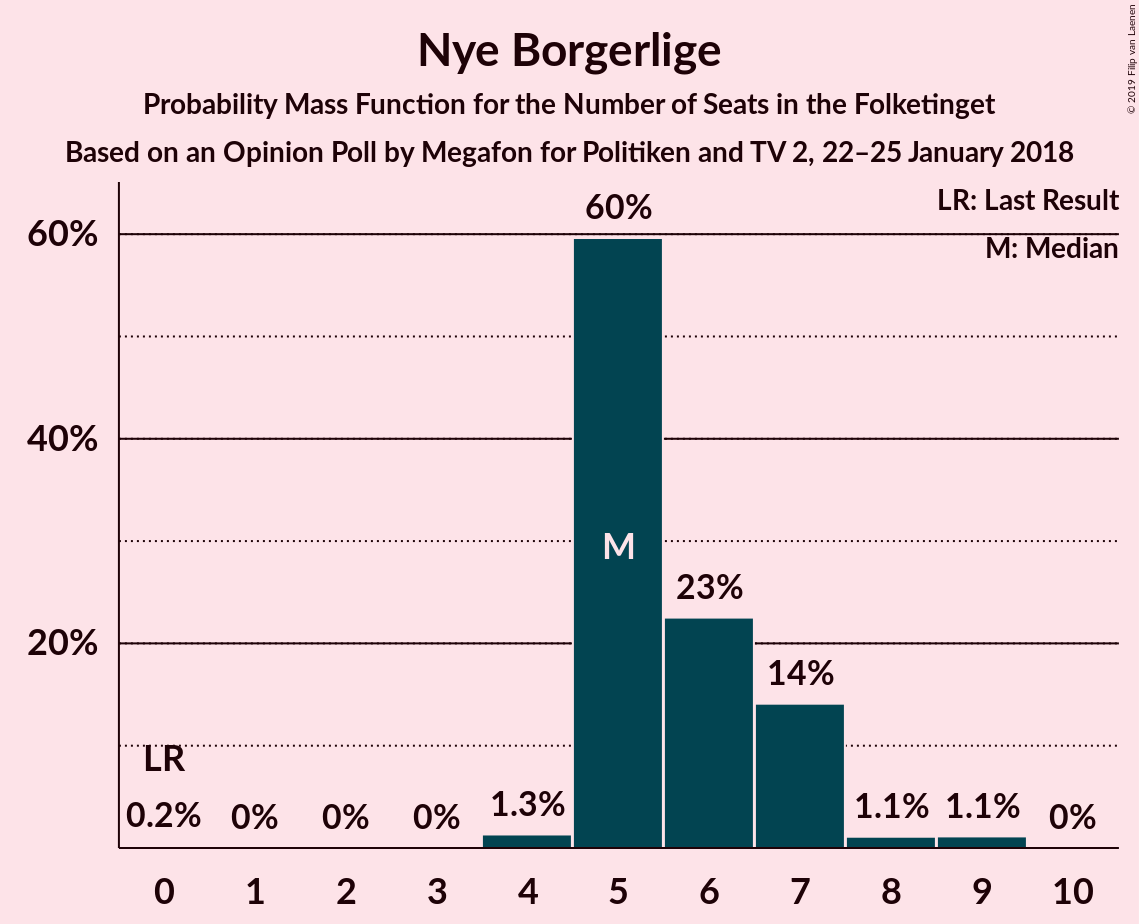 Nye Borgerlige
Probability Mass Function for the Number of Seats in the Folketinget
Based on an Opinion Poll by Megafon for Politiken and TV 2, 22–25 January 2018
© 2019 Filip van Laenen
LR: Last Result
M: Median
60%
40%
20%
LR
0.2%
0%
0%
0%
1.3%
60%
M
23%
14%
1.1%
1.1%
0%
0 1 2 3 4 5 6 7 8 9 10